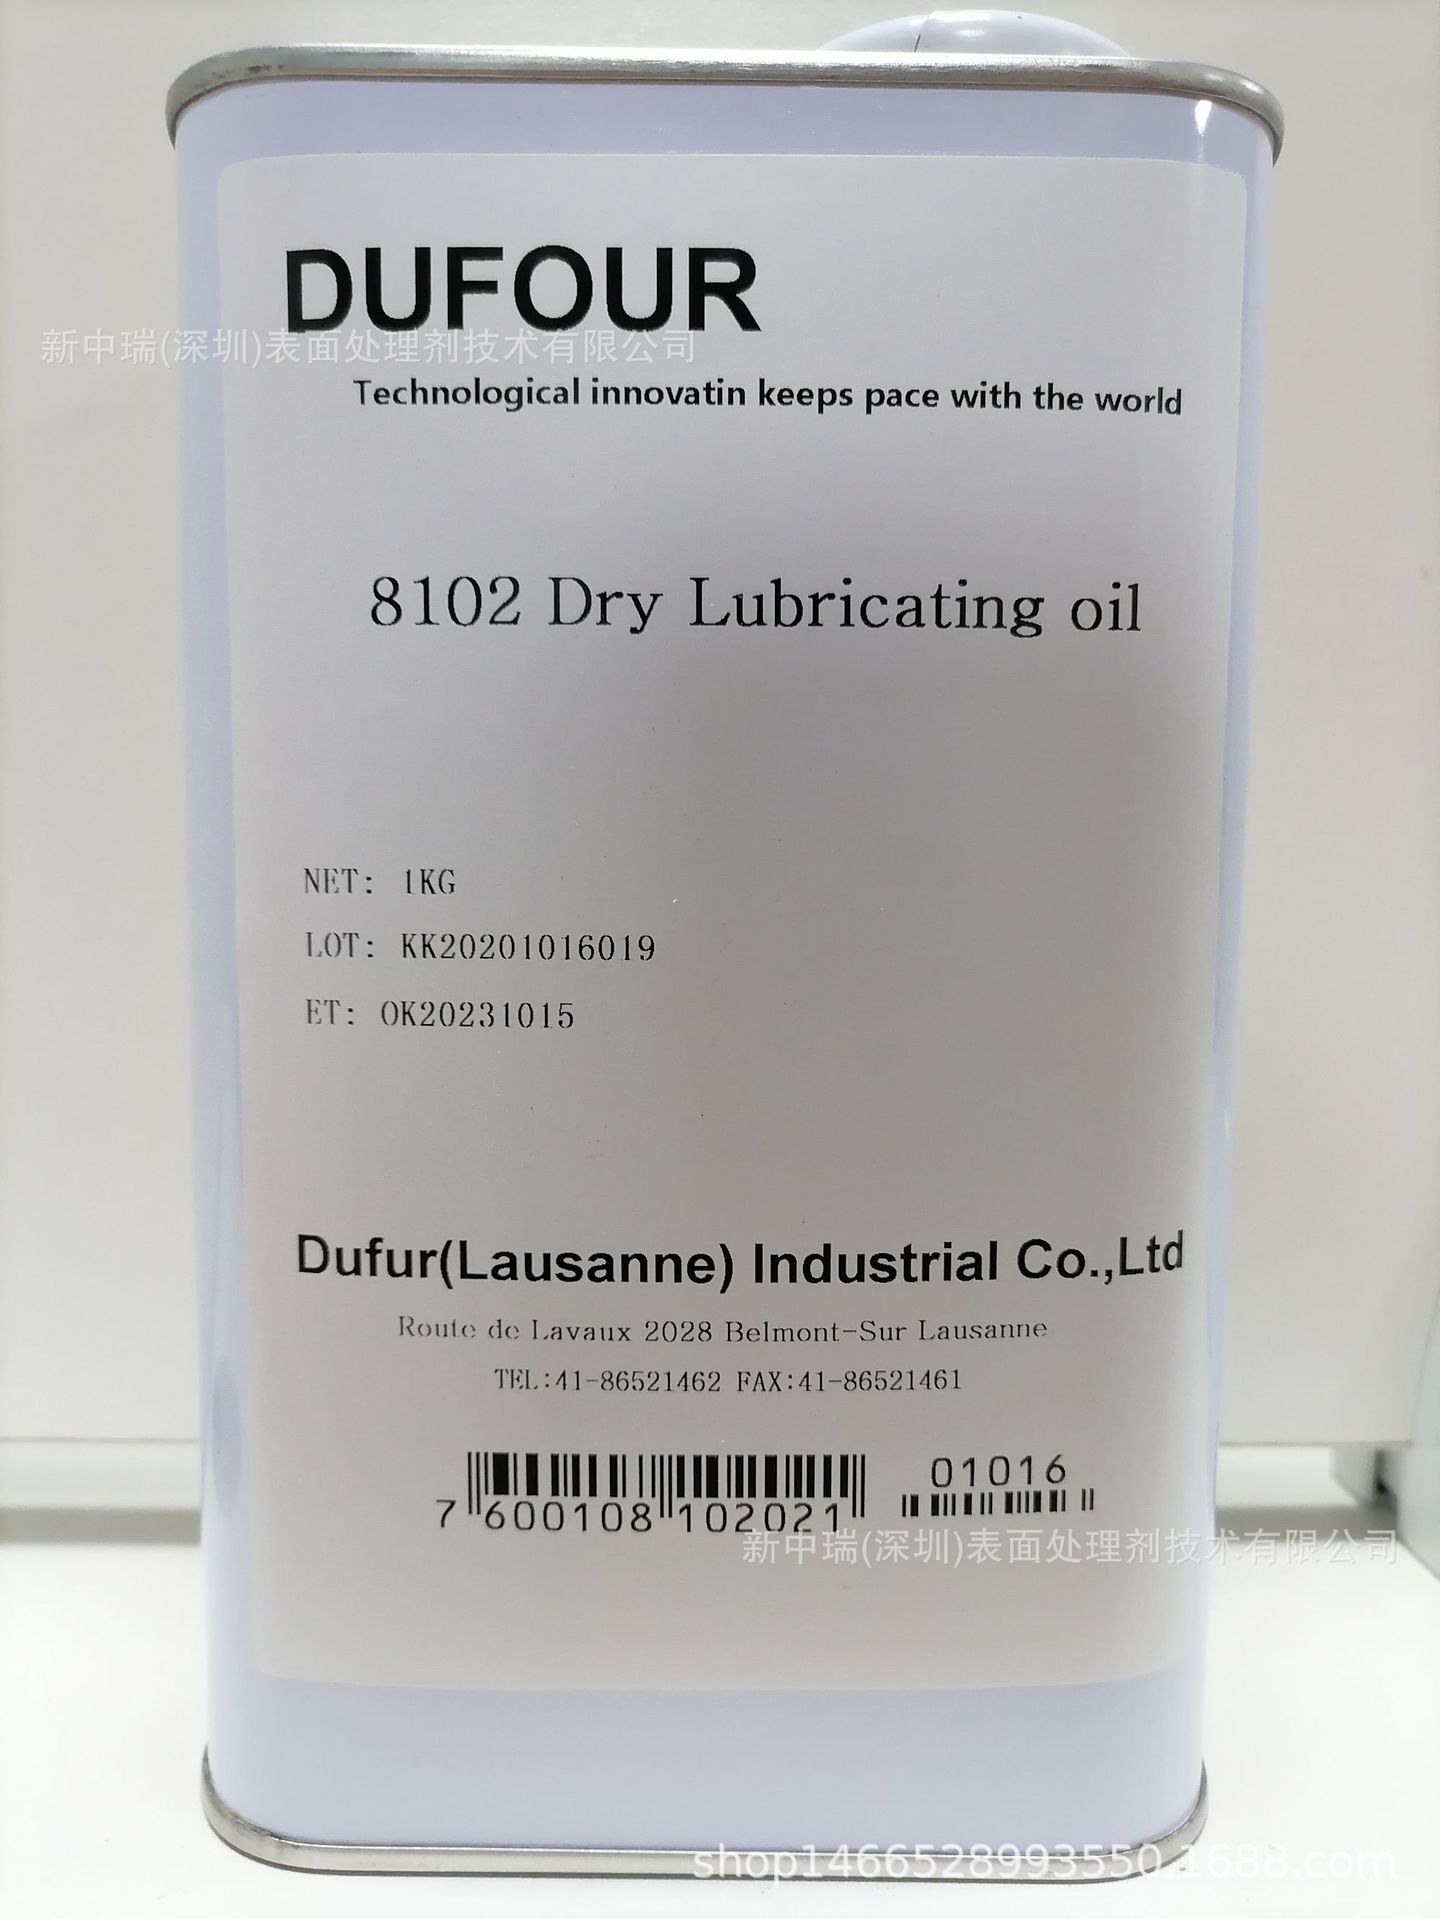 DUFOUR
新中瑞(深圳)表面处理剂技术有限公司
Technological innovatin keeps pace with the world
8102 Dry Lubricating oil
NET: 1KG
LOT: KK20201016019
ET: OK20231015
Dufur(Lausanne) Industrial Co.,Ltd
Route de Lavaux 2028 Belmont-Sur Lausanne
TEL:41-86521462 FAX:41-86521461
01016
7 600108 102021
新中瑞(深圳)表面处理剂技术有限公司
shop1466528993550.1688.com